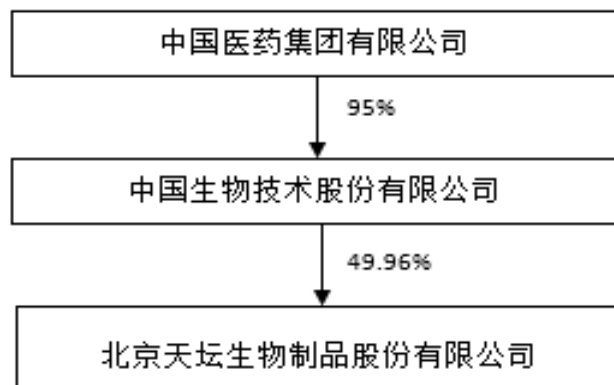 中国医药集团有限公司
95%
中国生物技术股份有限公司
49.96%
北京天坛生物制品股份有限公司